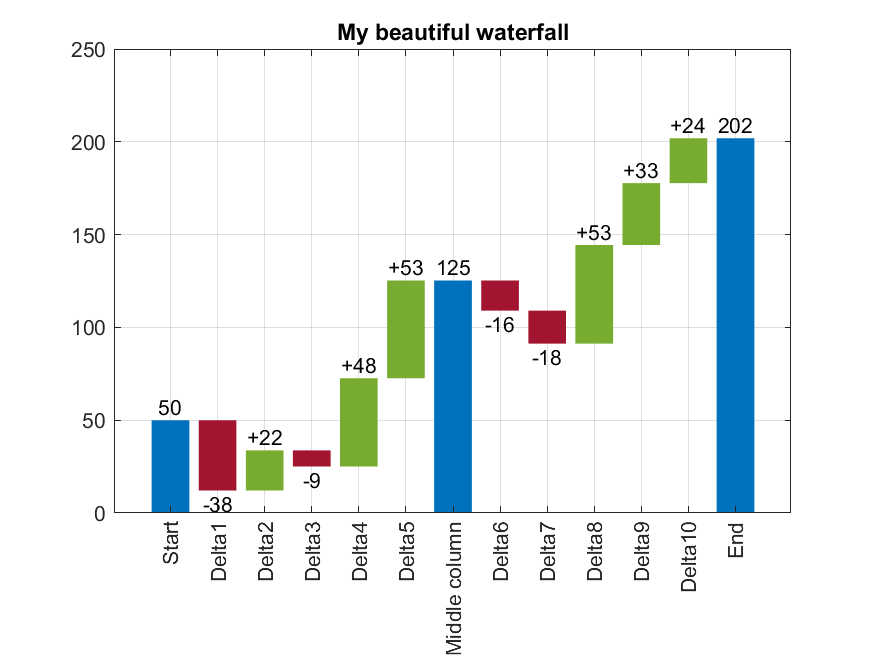 My beautiful waterfall
250
200
150
100
50
0
50
-38
+22
-9
+48
+53
125
-16
-18
+53
+33
+24
202
Start
Delta1
Delta2
Delta3
Delta4
Delta5
Middle column
Delta6
Delta7
Delta8
Delta9
Delta10
End